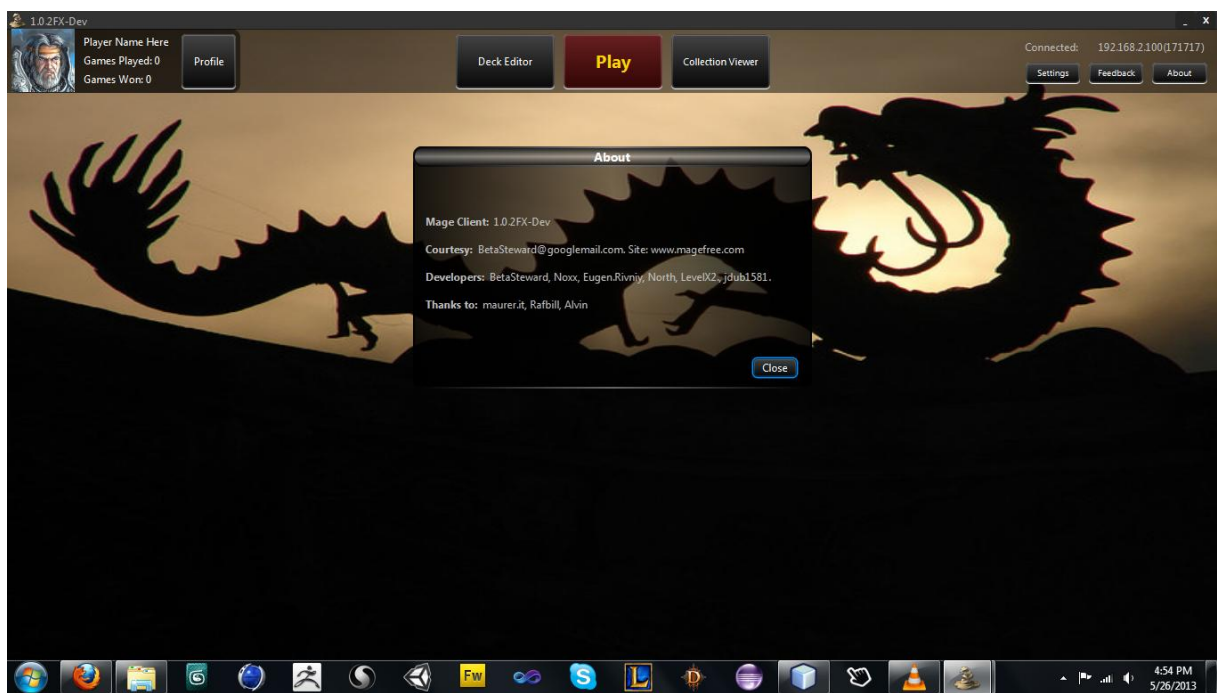 1.0.2FX-Dev
_ X
Player Name Here
Games Played: 0
Games Won: 0
Profile
Deck Editor
Play
Collection Viewer
Connected: 192.168.2.100(171717)
Settings
Feedback
About
About
Mage Client: 1.0.2FX-Dev
Courtesy: BetaSteward@googlemail.com. Site: www.magefree.com
Developers: BetaSteward, Noxx, Eugen.Rivniy, North, LevelX2., jdub1581.
Thanks to: maurer.it, Rafbill, Alvin
Close
G
Fw
S
L
D
4:54 PM
5/26/2013